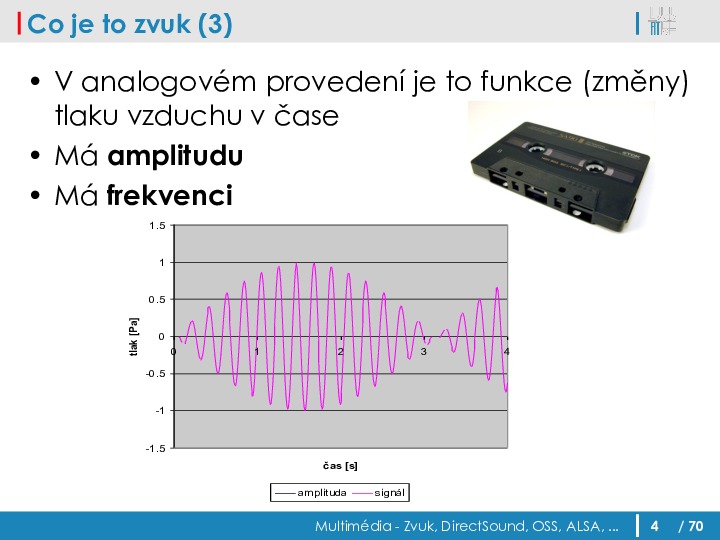 Co je to zvuk (3)
• V analogovém provedení je to funkce (změny)
tlaku vzduchu v čase
• Má amplitudu
• Má frekvenci
TDK
1.5
1
0.5
0
-0.5
-1
-1.5
0 1 2 3 4
tlak [Pa]
čas [s]
amplituda signál
Multimédia - Zvuk, DirectSound, OSS, ALSA, ... 4 / 70